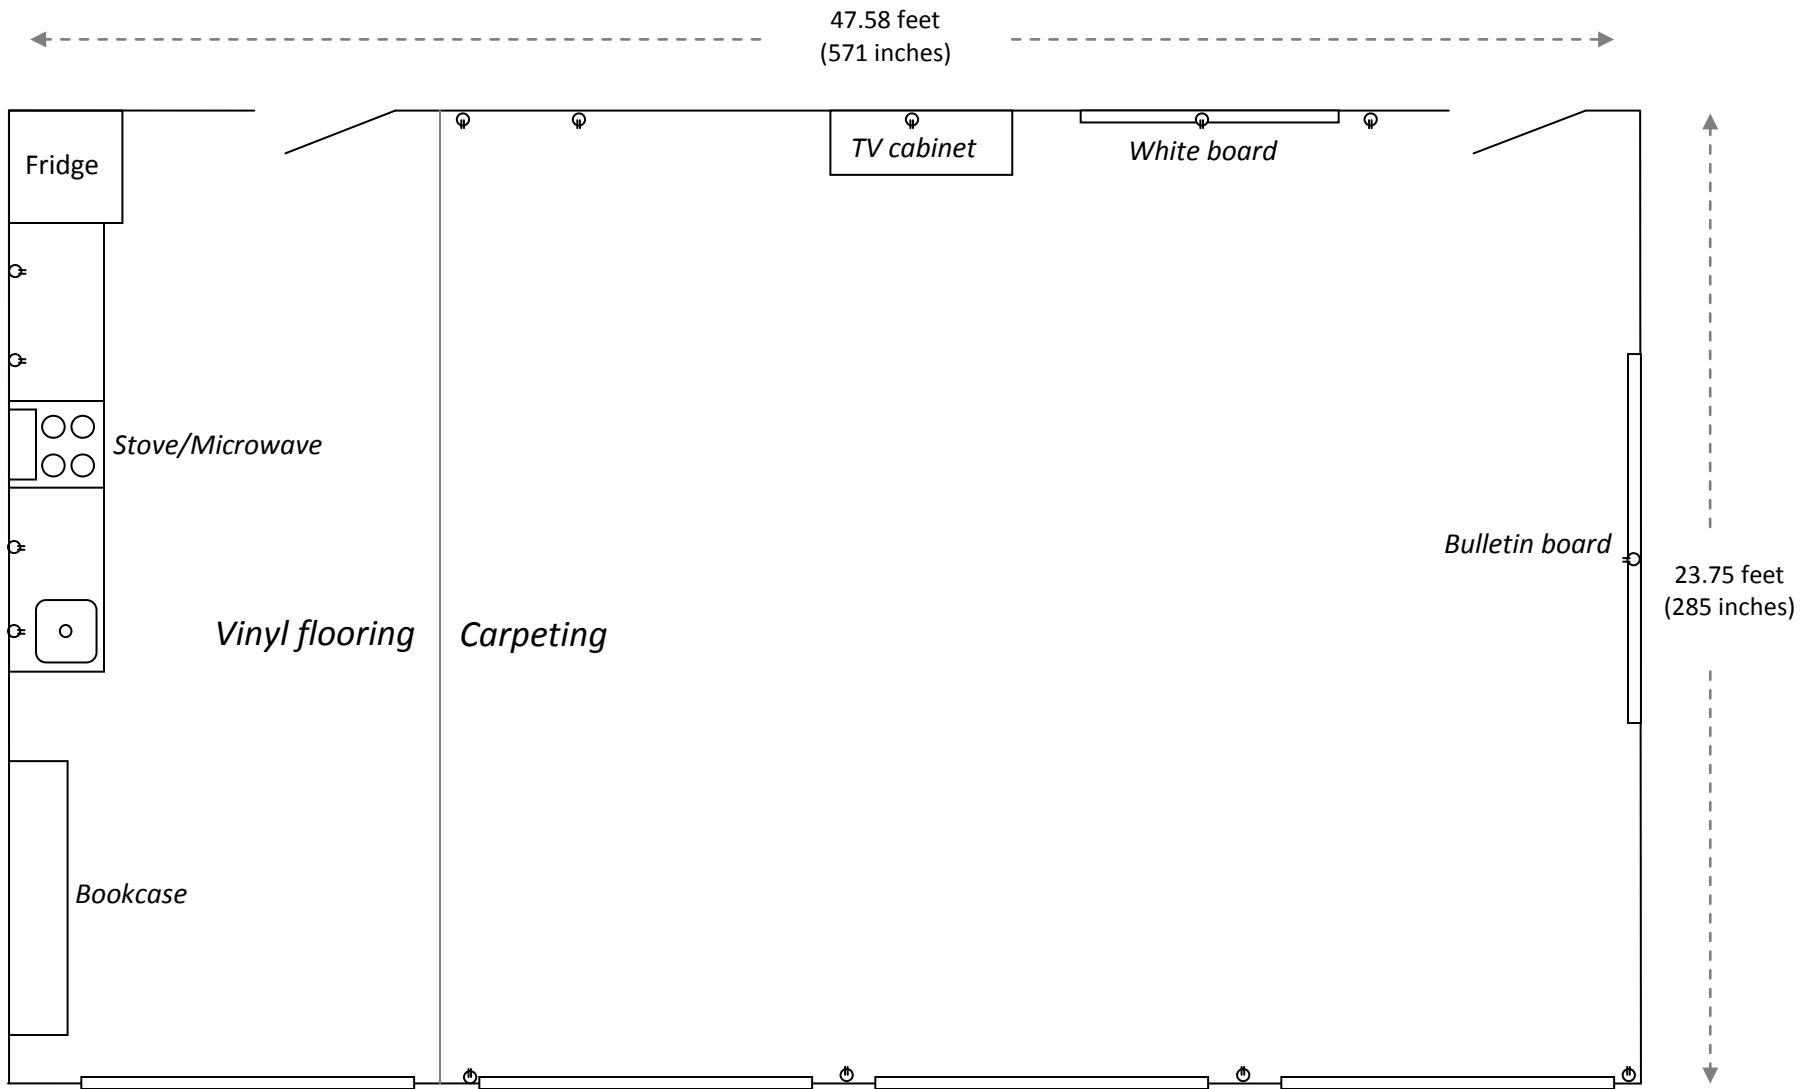 47.58 feet
(571 inches)
Fridge
TV cabinet
White board
Stove/Microwave
Bulletin board
23.75 feet
(285 inches)
Vinyl flooring
Carpeting
Bookcase